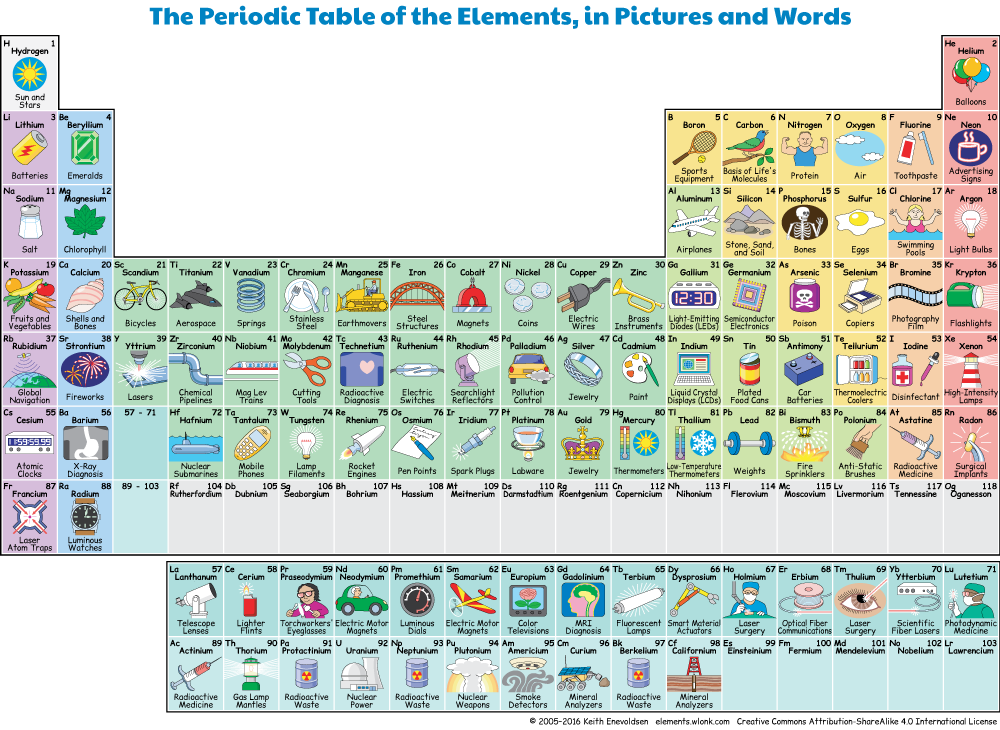 The Periodic Table of the Elements, in Pictures and Words
H 1
Hydrogen
Sun and
Stars
He 2
Helium
Balloons
Li 3
Lithium
Batteries
Be 4
Beryllium
Emeralds
B 5
Boron
Sports
Equipment
C 6
Carbon
Basis of Life's
Molecules
N 7
Nitrogen
Protein
O 8
Oxygen
Air
F 9
Fluorine
Toothpaste
Ne 10
Neon
Advertising
Signs
Na 11
Sodium
Salt
Mg 12
Magnesium
Chlorophyll
Al 13
Aluminum
Airplanes
Si 14
Silicon
Stone, Sand,
and Soil
P 15
Phosphorus
Bones
S 16
Sulfur
Eggs
Cl 17
Chlorine
Swimming
Pools
Ar 18
Argon
Light Bulbs
K 19
Potassium
Fruits and
Vegetables
Ca 20
Calcium
Shells and
Bones
Sc 21
Scandium
Bicycles
Ti 22
Titanium
Aerospace
V 23
Vanadium
Springs
Cr 24
Chromium
Stainless
Steel
Mn 25
Manganese
Earthmovers
Fe 26
Iron
Steel
Structures
Co 27
Cobalt
Magnets
Ni 28
Nickel
Coins
Cu 29
Copper
Electric
Wires
Zn 30
Zinc
Brass
Instruments
Ga 31
Gallium
12:30
Light-Emitting
Diodes (LEDs)
Ge 32
Germanium
Semiconductor
Electronics
As 33
Arsenic
Poison
Se 34
Selenium
Copiers
Br 35
Bromine
Photography
Film
Kr 36
Krypton
Flashlights
Rb 37
Rubidium
Global
Navigation
Sr 38
Strontium
Fireworks
Y 39
Yttrium
Lasers
Zr 40
Zirconium
Chemical
Pipelines
Nb 41
Niobium
Mag Lev
Trains
Mo 42
Molybdenum
Cutting
Tools
Tc 43
Technetium
Radioactive
Diagnosis
Ru 44
Ruthenium
Electric
Switches
Rh 45
Rhodium
Searchlight
Reflectors
Pd 46
Palladium
Pollution
Control
Ag 47
Silver
Jewelry
Cd 48
Cadmium
Paint
In 49
Indium
Liquid Crystal
Displays (LCDs)
Sn 50
Tin
Plated
Food Cans
Sb 51
Antimony
Car
Batteries
Te 52
Tellurium
Thermoelectric
Coolers
I 53
Iodine
Disinfectant
Xe 54
Xenon
High-Intensity
Lamps
Cs 55
Cesium
1:59:59.99
Atomic
Clocks
Ba 56
Barium
X-Ray
Diagnosis
57 - 71
Hf 72
Hafnium
Nuclear
Submarines
Ta 73
Tantalum
Mobile
Phones
W 74
Tungsten
Lamp
Filaments
Re 75
Rhenium
Rocket
Engines
Os 76
Osmium
Pen Points
Ir 77
Iridium
Spark Plugs
Pt 78
Platinum
Labware
Au 79
Gold
Jewelry
Hg 80
Mercury
Thermometers
Tl 81
Thallium
Low-Temperature
Thermometers
Pb 82
Lead
Weights
Bi 83
Bismuth
Fire
Sprinklers
Po 84
Polonium
Anti-Static
Brushes
At 85
Astatine
Radioactive
Medicine
Rn 86
Radon
Surgical
Implants
Fr 87
Francium
Laser
Atom Traps
Ra 88
Radium
Luminous
Watches
89 - 103
Rf 104
Rutherfordium
Db 105
Dubnium
Sg 106
Seaborgium
Bh 107
Bohrium
Hs 108
Hassium
Mt 109
Meitnerium
Ds 110
Darmstadtium
Rg 111
Roentgenium
Cn 112
Copernicium
Nh 113
Nihonium
Fl 114
Flerovium
Mc 115
Moscovium
Lv 116
Livermorium
Ts 117
Tennessine
Og 118
Oganesson
La 57
Lanthanum
Telescope
Lenses
Ce 58
Cerium
Lighter
Flints
Pr 59
Praseodymium
Torchworkers'
Eyeglasses
Nd 60
Neodymium
Electric Motor
Magnets
Pm 61
Promethium
Luminous
Dials
Sm 62
Samarium
Electric Motor
Magnets
Eu 63
Europium
Color
Televisions
Gd 64
Gadolinium
MRI
Diagnosis
Tb 65
Terbium
Fluorescent
Lamps
Dy 66
Dysprosium
Smart Material
Actuators
Ho 67
Holmium
Laser
Surgery
Er 68
Erbium
Optical Fiber
Communications
Tm 69
Thulium
Laser
Surgery
Yb 70
Ytterbium
Scientific
Fiber Lasers
Lu 71
Lutetium
Photodynamic
Medicine
Ac 89
Actinium
Radioactive
Medicine
Th 90
Thorium
Gas Lamp
Mantles
Pa 91
Protactinium
Radioactive
Waste
U 92
Uranium
Nuclear
Power
Np 93
Neptunium
Radioactive
Waste
Pu 94
Plutonium
Nuclear
Weapons
Am 95
Americium
Smoke
Detectors
Cm 96
Curium
Mineral
Analyzers
Bk 97
Berkelium
Radioactive
Waste
Cf 98
Californium
Mineral
Analyzers
Es 99
Einsteinium
Fm 100
Fermium
Md 101
Mendelevium
No 102
Nobelium
Lr 103
Lawrencium
© 2005-2016 Keith Enevoldsen elements.wlonk.com Creative Commons Attribution-ShareAlike 4.0 International License